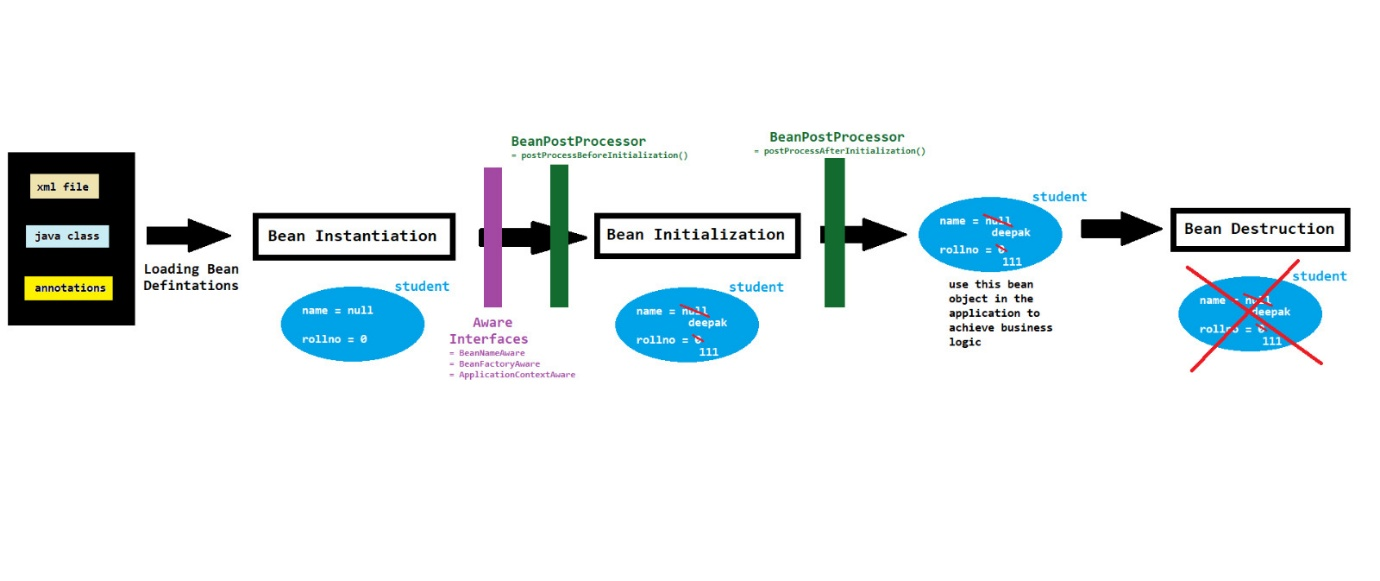 xml file
java class
annotations
Loading Bean
Defintations
Bean Instantiation
student
name = null
rollno = 0
Aware
Interfaces
= BeanNameAware
= BeanFactoryAware
= ApplicationContextAware
BeanPostProcessor
= postProcessBeforeInitialization()
Bean Initialization
student
name = null
deepak
rollno = 0
111
BeanPostProcessor
= postProcessAfterInitialization()
student
name = null
deepak
rollno = 0
111
use this bean
object in the
application to
achieve business
logic
Bean Destruction
student
name = null
deepak
rollno = 0
111